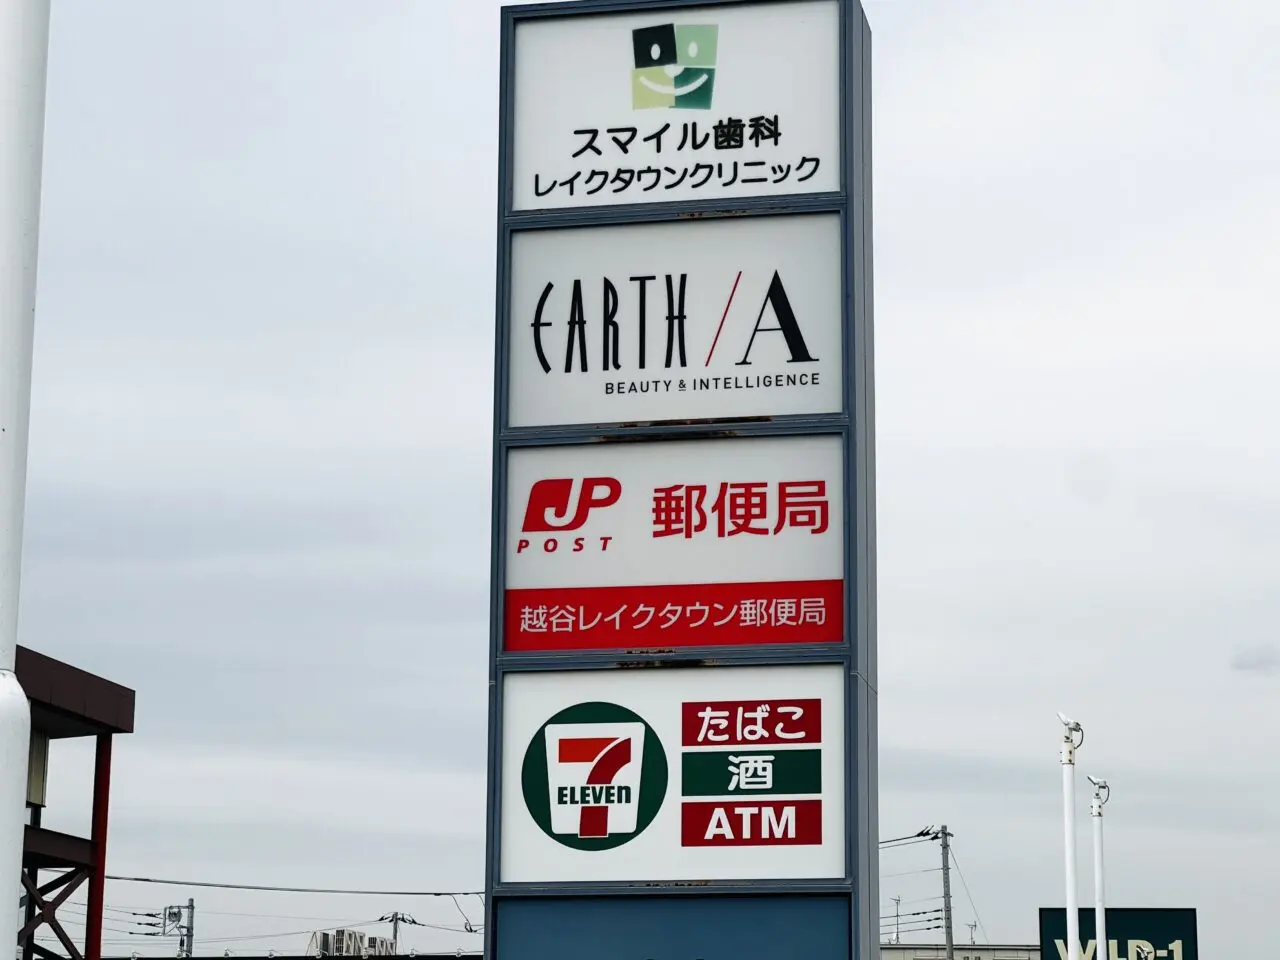 スマイル歯科
レイクタウンクリニック
EARTH/A
BEAUTY & INTELLIGENCE
JP 郵便局
POST
越谷レイクタウン郵便局
7
ELEVEn
たばこ
酒
ATM
WILD-1